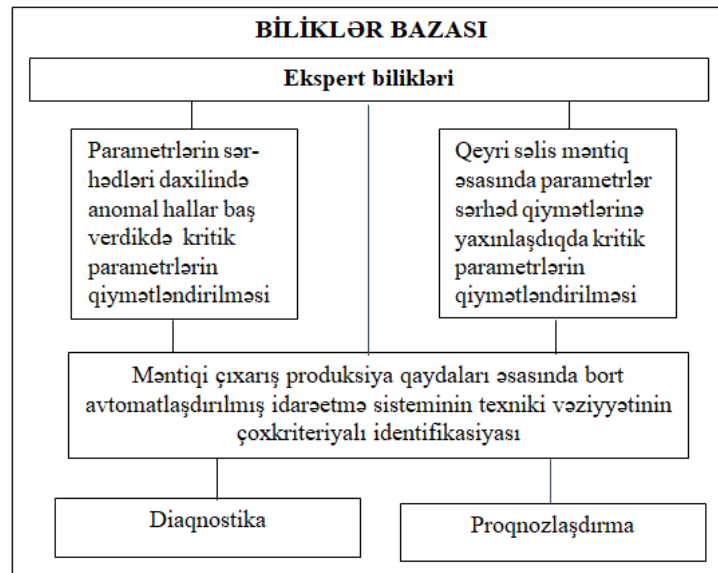 BİLİKLƏR BAZASI
Ekspert bilikləri
Parametrlərin sər-
hədləri daxilində
anomal hallar baş
verdikdə kritik
parametrlərin
qiymətləndirilməsi
Qeyri səlis məntiq
əsasında parametrlər
sərhəd qiymətlərinə
yaxınlaşdıqda kritik
parametrlərin
qiymətləndirilməsi
Məntiqi çıxarış produksiya qaydaları əsasında bort
avtomatlaşdırılmış idarəetmə sisteminin texniki vəziyyətinin
çoxkriteriyalı identifikasiyası
Diaqnostika
Proqnozlaşdırma